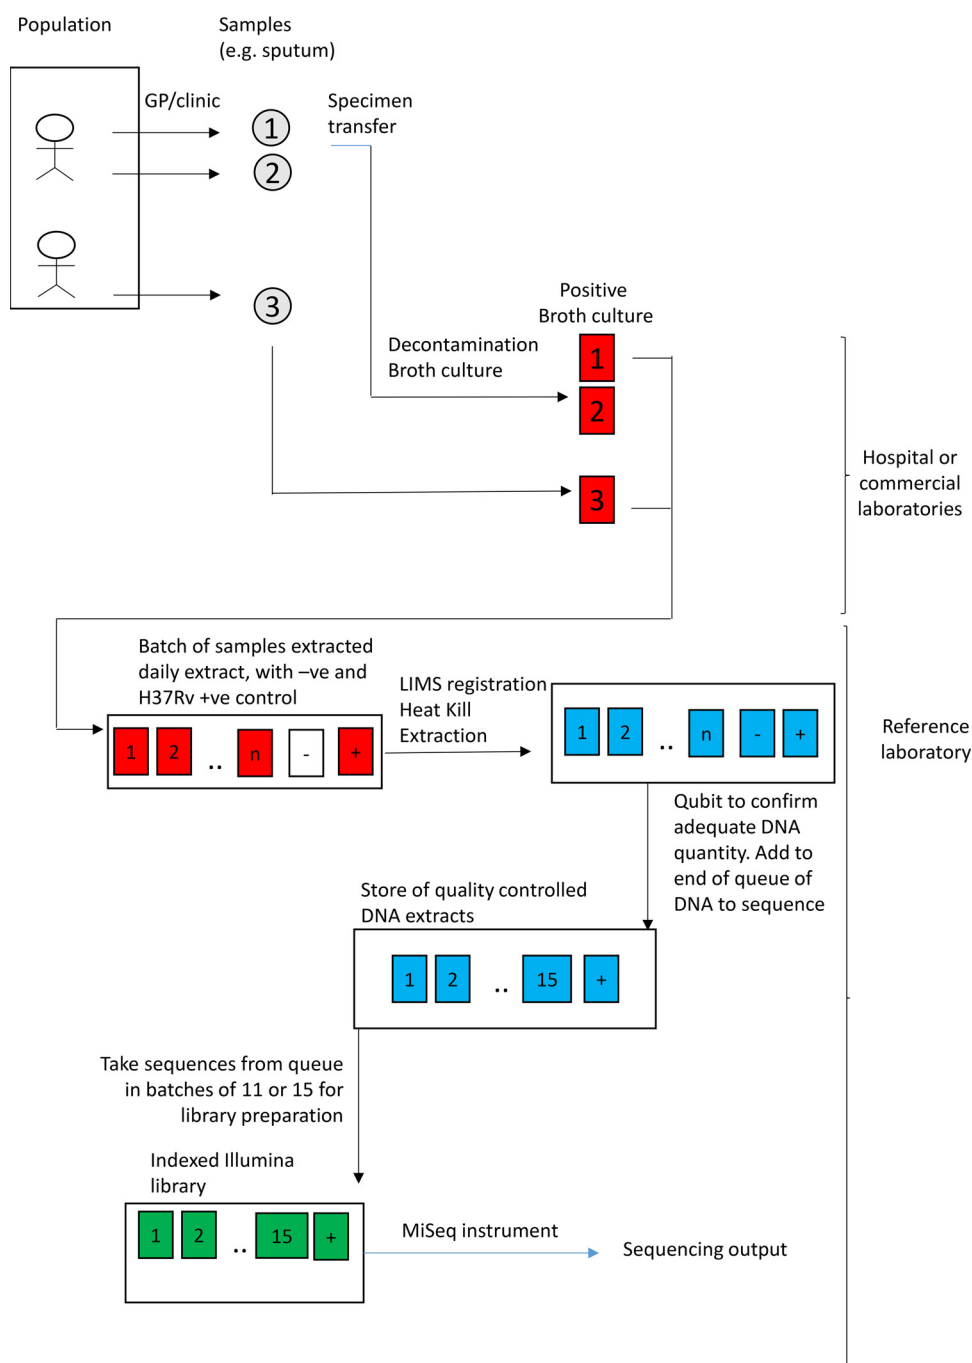 Population
Samples
(e.g. sputum)
GP/clinic
Specimen
transfer
1
2
3
Positive
Broth culture
Decontamination
Broth culture
1
2
3
Hospital or
commercial
laboratories
Batch of samples extracted
daily extract, with –ve and
H37Rv +ve control
1 2 .. n - +
LIMS registration
Heat Kill
Extraction
1 2 .. n - +
Reference
laboratory
Qubit to confirm
adequate DNA
quantity. Add to
end of queue of
DNA to sequence
Store of quality controlled
DNA extracts
1 2 .. 15 +
Take sequences from queue
in batches of 11 or 15 for
library preparation
Indexed Illumina
library
1 2 .. 15 +
MiSeq instrument
Sequencing output